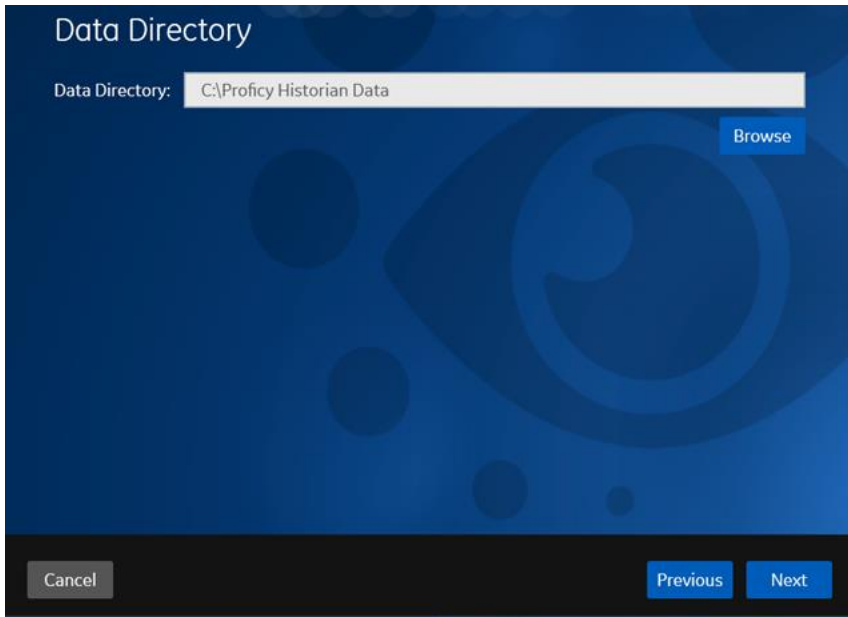 Data Directory
Data Directory: C:\Proficy Historian Data
Browse
Cancel Previous Next